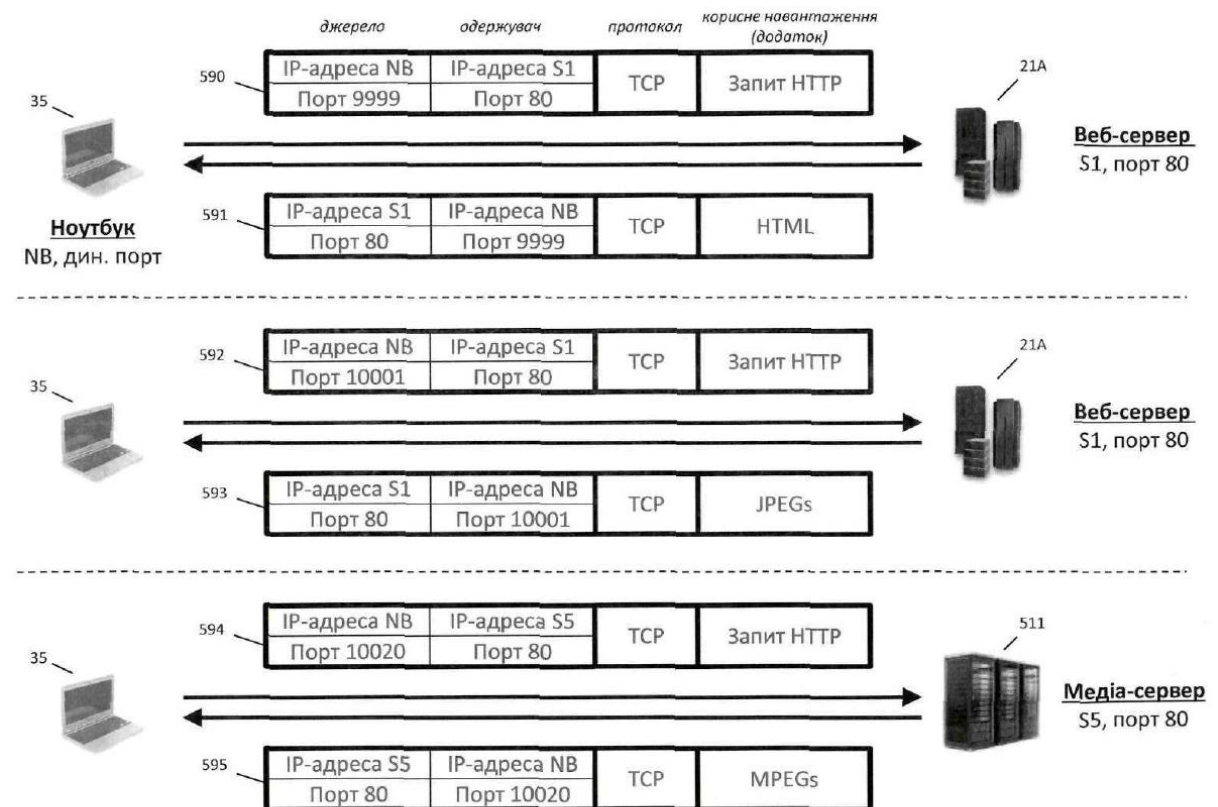 джерело одержувач протокол корисне навантаження
(додаток)
590
IP-адреса NB IP-адреса S1 TCP Запит HTTP
Порт 9999 Порт 80
35
21A
Веб-сервер
S1, порт 80
591
IP-адреса S1 IP-адреса NB TCP HTML
Порт 80 Порт 9999
Ноутбук
NB, дин. порт
592
IP-адреса NB IP-адреса S1 TCP Запит HTTP
Порт 10001 Порт 80
35
21A
Веб-сервер
S1, порт 80
593
IP-адреса S1 IP-адреса NB TCP JPEGs
Порт 80 Порт 10001
594
IP-адреса NB IP-адреса S5 TCP Запит HTTP
Порт 10020 Порт 80
35
511
Медіа-сервер
S5, порт 80
595
IP-адреса S5 IP-адреса NB TCP MPEGs
Порт 80 Порт 10020